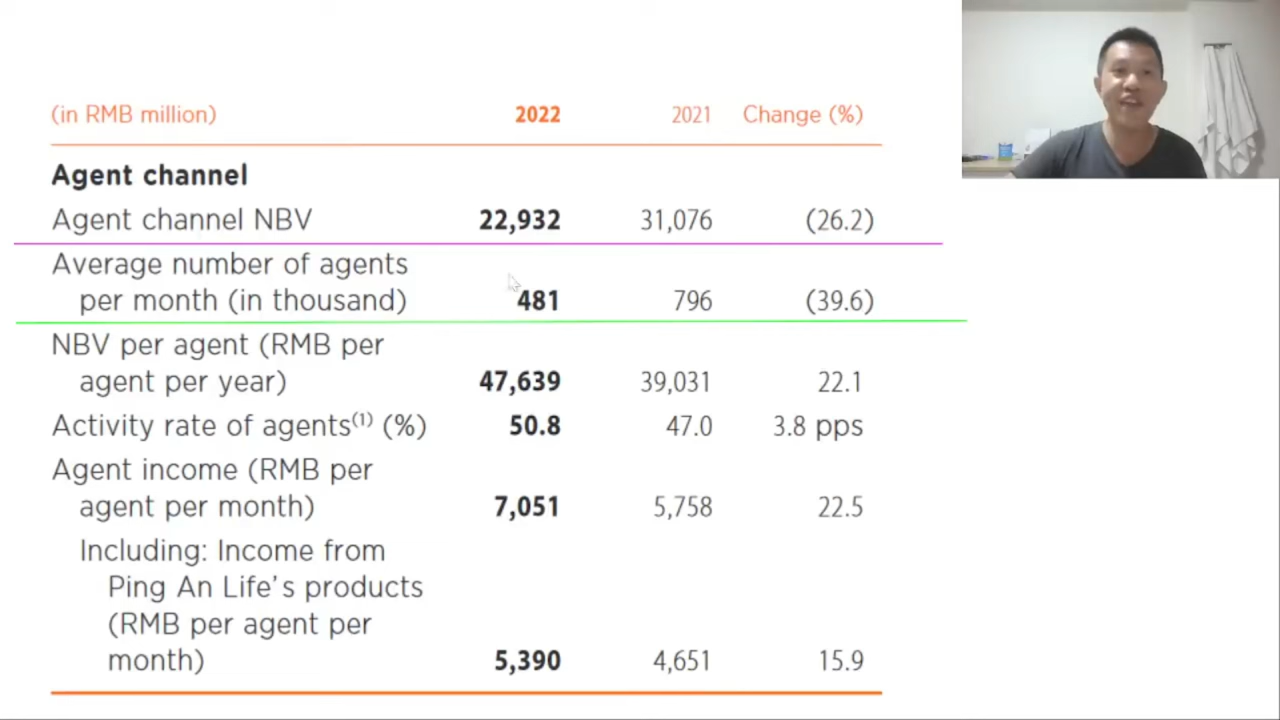 (in RMB million) 2022 2021 Change (%)
Agent channel
Agent channel NBV 22,932 31,076 (26.2)
Average number of agents
per month (in thousand) 481 796 (39.6)
NBV per agent (RMB per
agent per year) 47,639 39,031 22.1
Activity rate of agents⁽¹⁾ (%) 50.8 47.0 3.8 pps
Agent income (RMB per
agent per month) 7,051 5,758 22.5
Including: Income from
Ping An Life's products
(RMB per agent per
month) 5,390 4,651 15.9